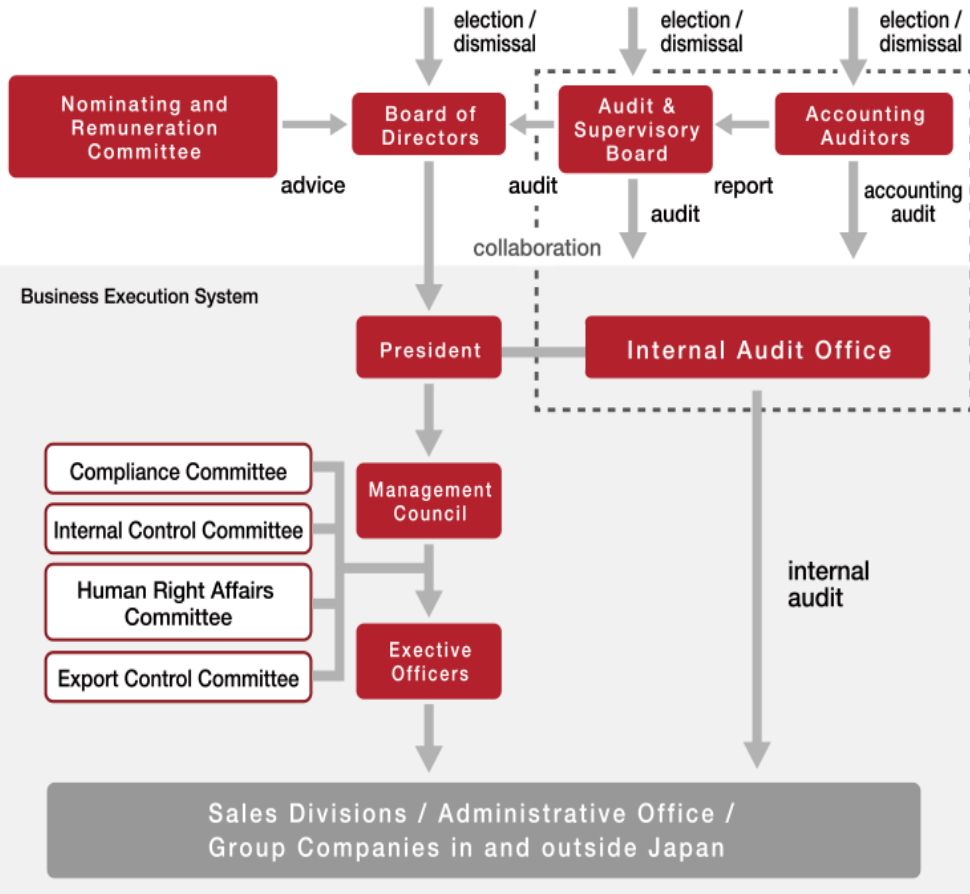 election /
dismissal
election /
dismissal
election /
dismissal
Nominating and
Remuneration
Committee
Board of
Directors
Audit &
Supervisory
Board
Accounting
Auditors
advice
audit
report
audit
accounting
audit
collaboration
Business Execution System
President
Internal Audit Office
Compliance Committee
Internal Control Committee
Human Right Affairs
Committee
Export Control Committee
Management
Council
Exective
Officers
internal
audit
Sales Divisions / Administrative Office /
Group Companies in and outside Japan